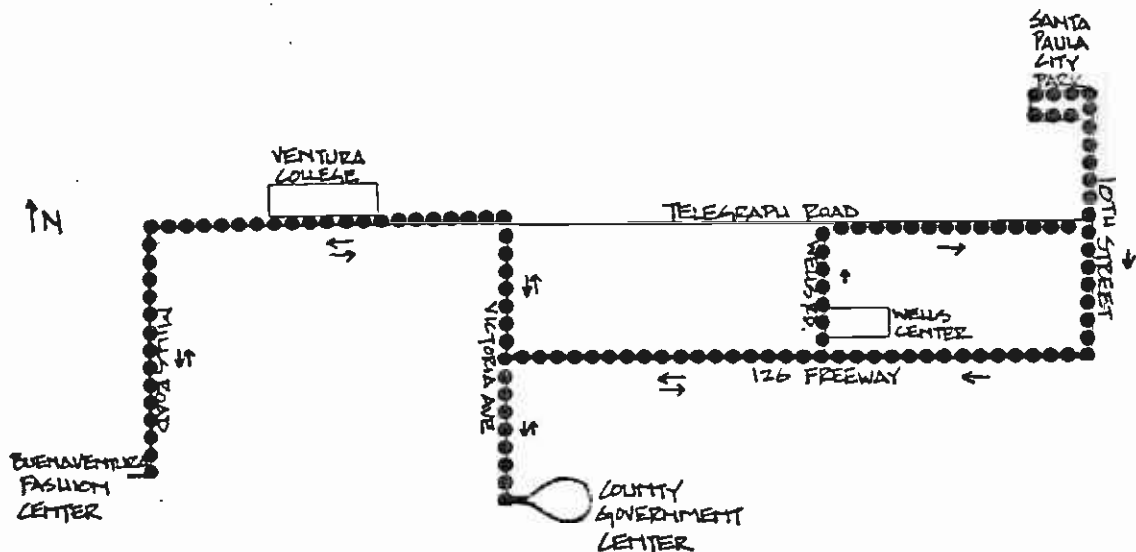 SANTA
PAULA
CITY
PARK
VENTURA
COLLEGE
N
TELEGRAPH ROAD
10TH STREET
WELLS RD.
WELLS
CENTER
MILLS ROAD
VICTORIA AVE
126 FREEWAY
BUENAVENTURA
FASHION
CENTER
COUNTY
GOVERNMENT
CENTER